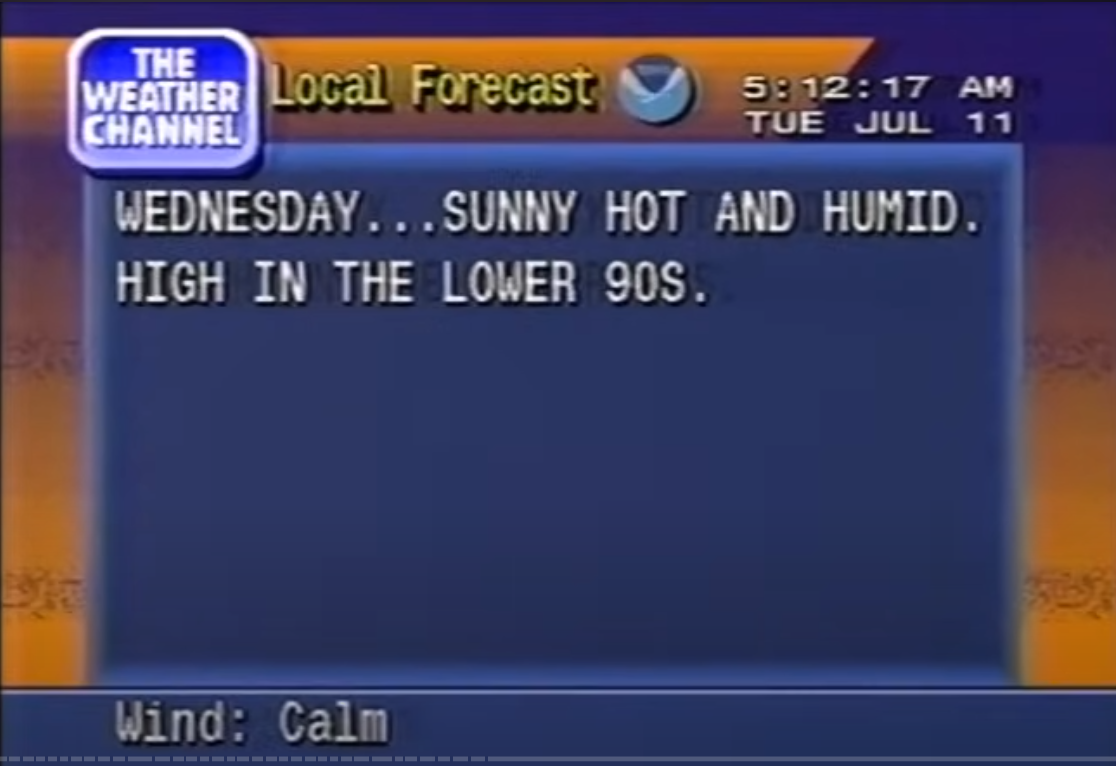 THE
WEATHER
CHANNEL
Local Forecast
5:12:17 AM
TUE JUL 11
WEDNESDAY...SUNNY HOT AND HUMID.
HIGH IN THE LOWER 90S.
Wind: Calm